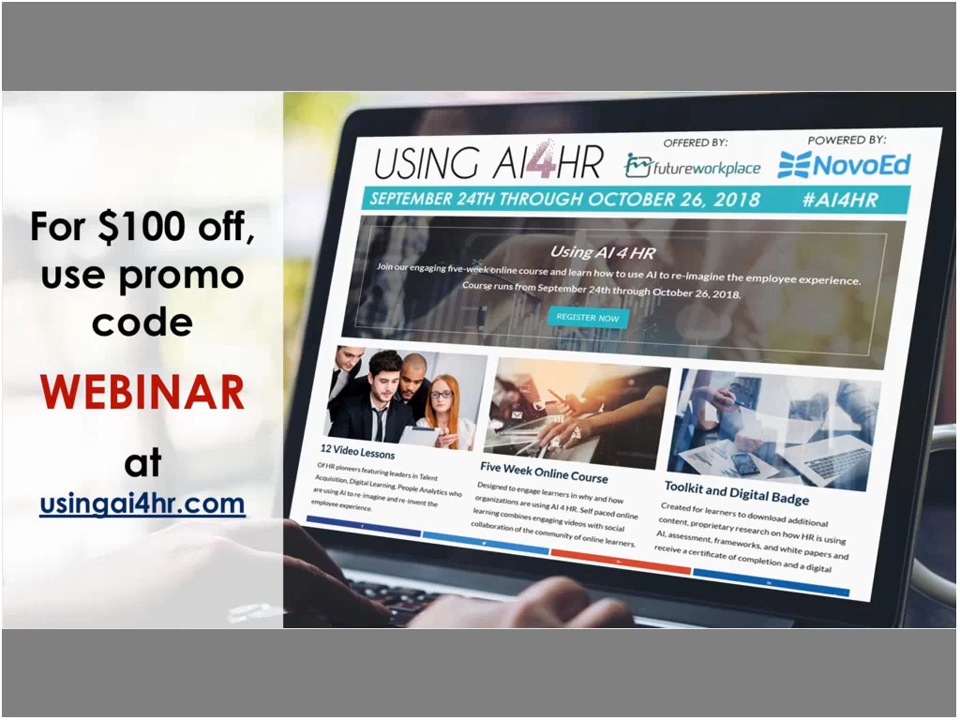 For $100 off,
use promo
code
WEBINAR
at
usingai4hr.com
USING AI4HR
OFFERED BY:
futureworkplace
POWERED BY:
NovoEd
SEPTEMBER 24TH THROUGH OCTOBER 26, 2018 #AI4HR
Using AI 4 HR
Join our engaging five-week online course and learn how to use AI to re-imagine the employee experience.
Course runs from September 24th through October 26, 2018.
REGISTER NOW
12 Video Lessons
Of HR pioneers featuring leaders in Talent
Acquisition, Digital Learning, People Analytics who
are using AI to re-imagine and re-invent the
employee experience.
Five Week Online Course
Designed to engage learners in why and how
organizations are using AI 4 HR. Self paced online
learning combines engaging videos with social
collaboration of the community of online learners.
Toolkit and Digital Badge
Created for learners to download additional
content, proprietary research on how HR is using
AI, assessment, frameworks, and white papers and
receive a certificate of completion and a digital